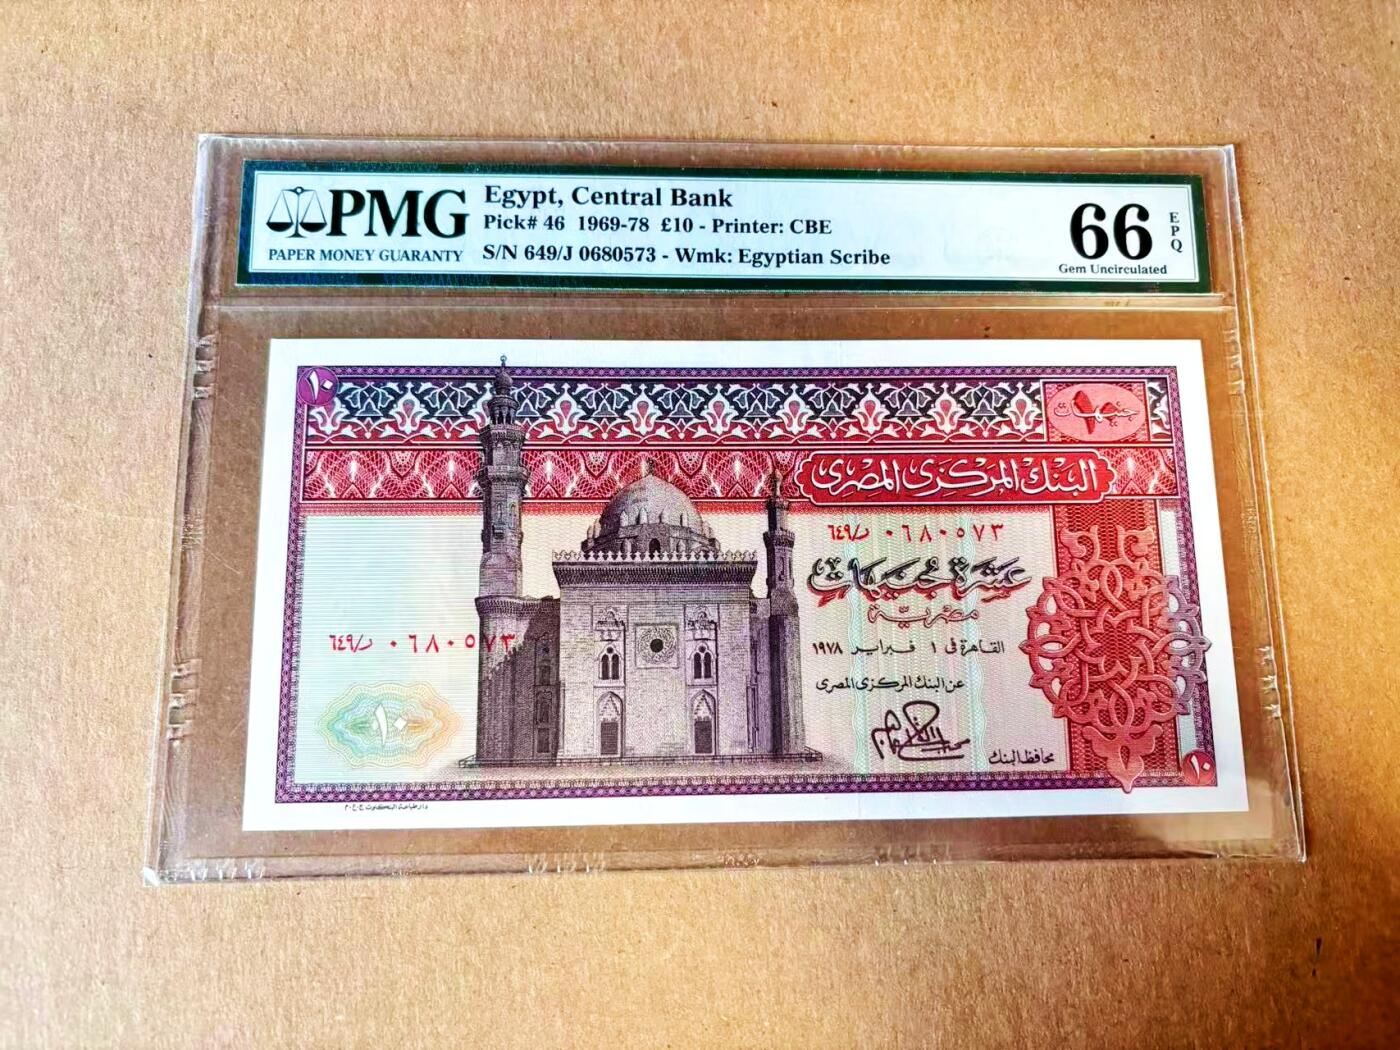 PMG
PAPER MONEY GUARANTY
Egypt, Central Bank
Pick# 46 1969-78 £10 - Printer: CBE
S/N 649/J 0680573 - Wmk: Egyptian Scribe
66
EPQ
Gem Uncirculated
١٠
جنيهات
١٠
البنك المركزى المصرى
٦٤٩/د ٠٦٨٠٥٧٣
عشرة جنيهات
مصرية
٦٤٩/د ٠٦٨٠٥٧٣
القاهرة فى ١ فبراير ١٩٧٨
عن البنك المركزى المصرى
١٠
محافظ البنك
١٠